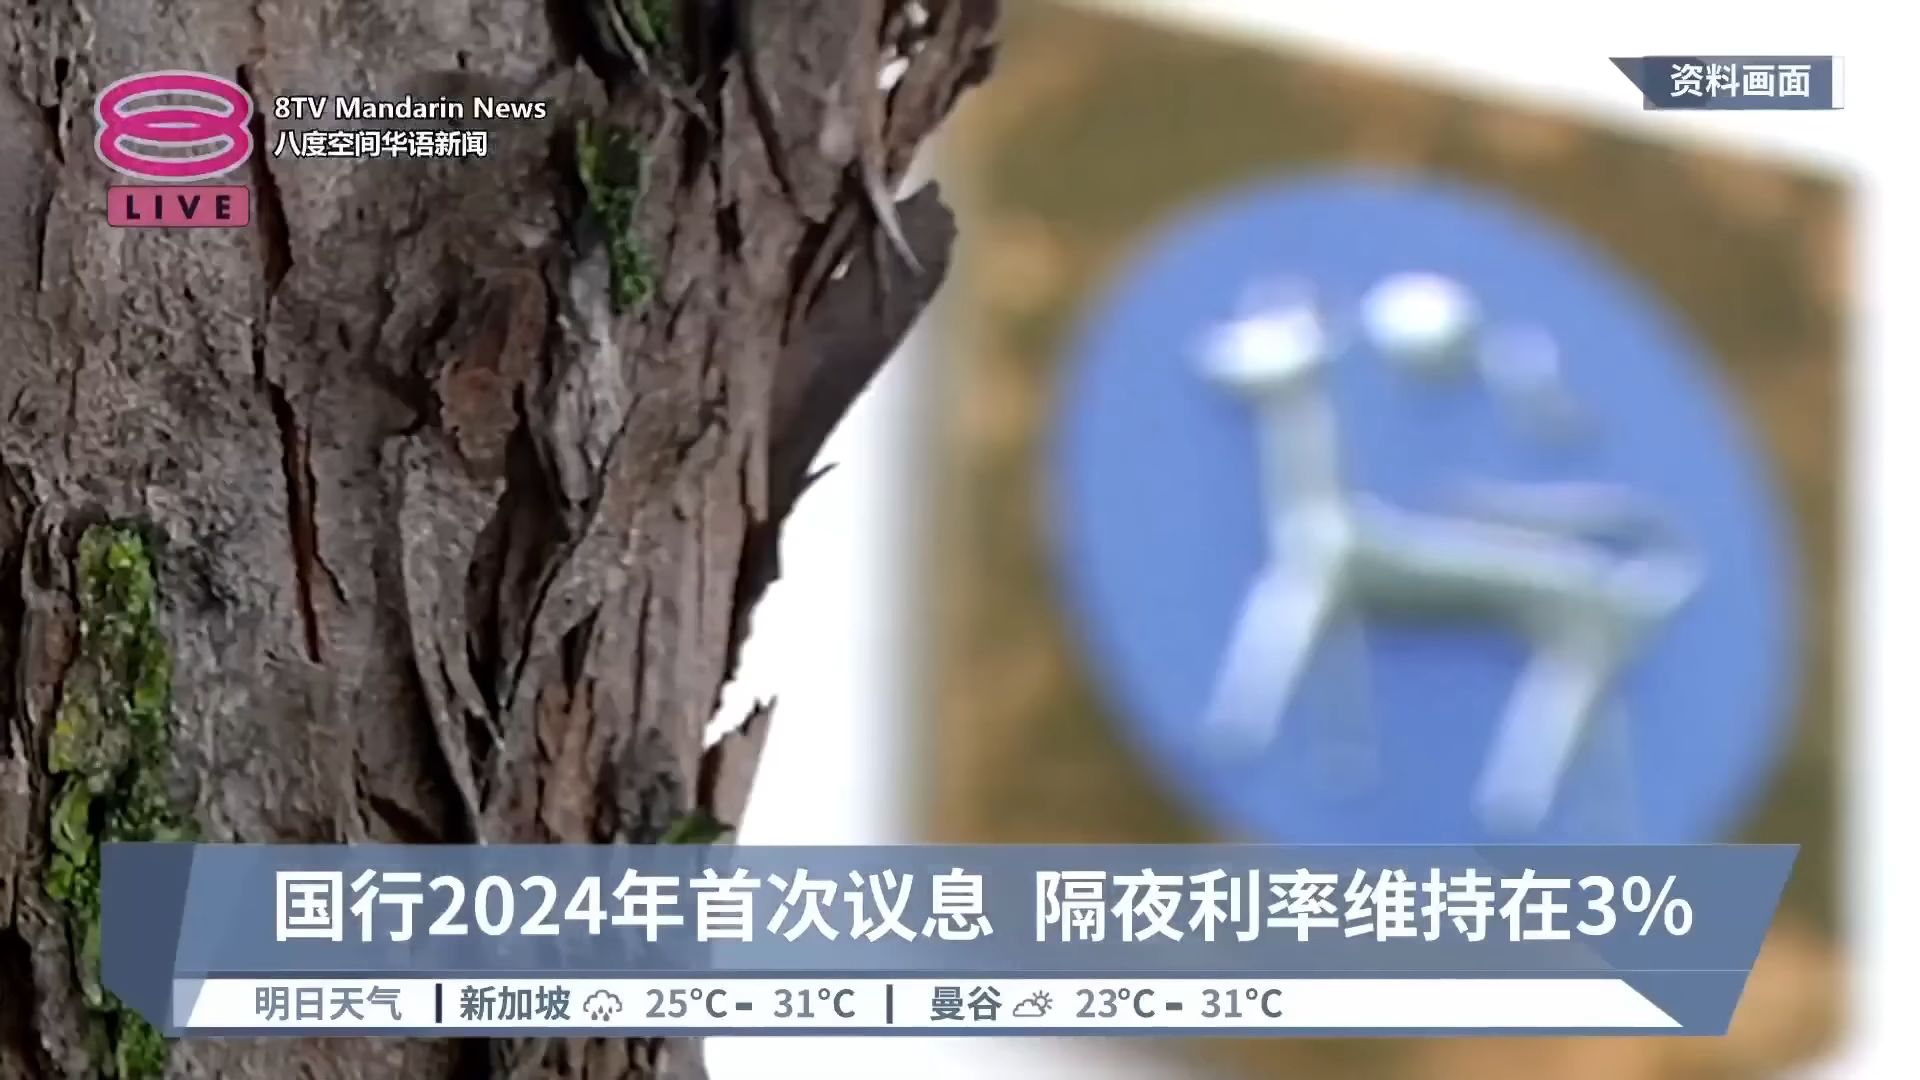 资料画面
8TV Mandarin News
八度空间华语新闻
LIVE
国行2024年首次议息 隔夜利率维持在3%
明日天气 | 新加坡 25°C - 31°C | 曼谷 23°C - 31°C